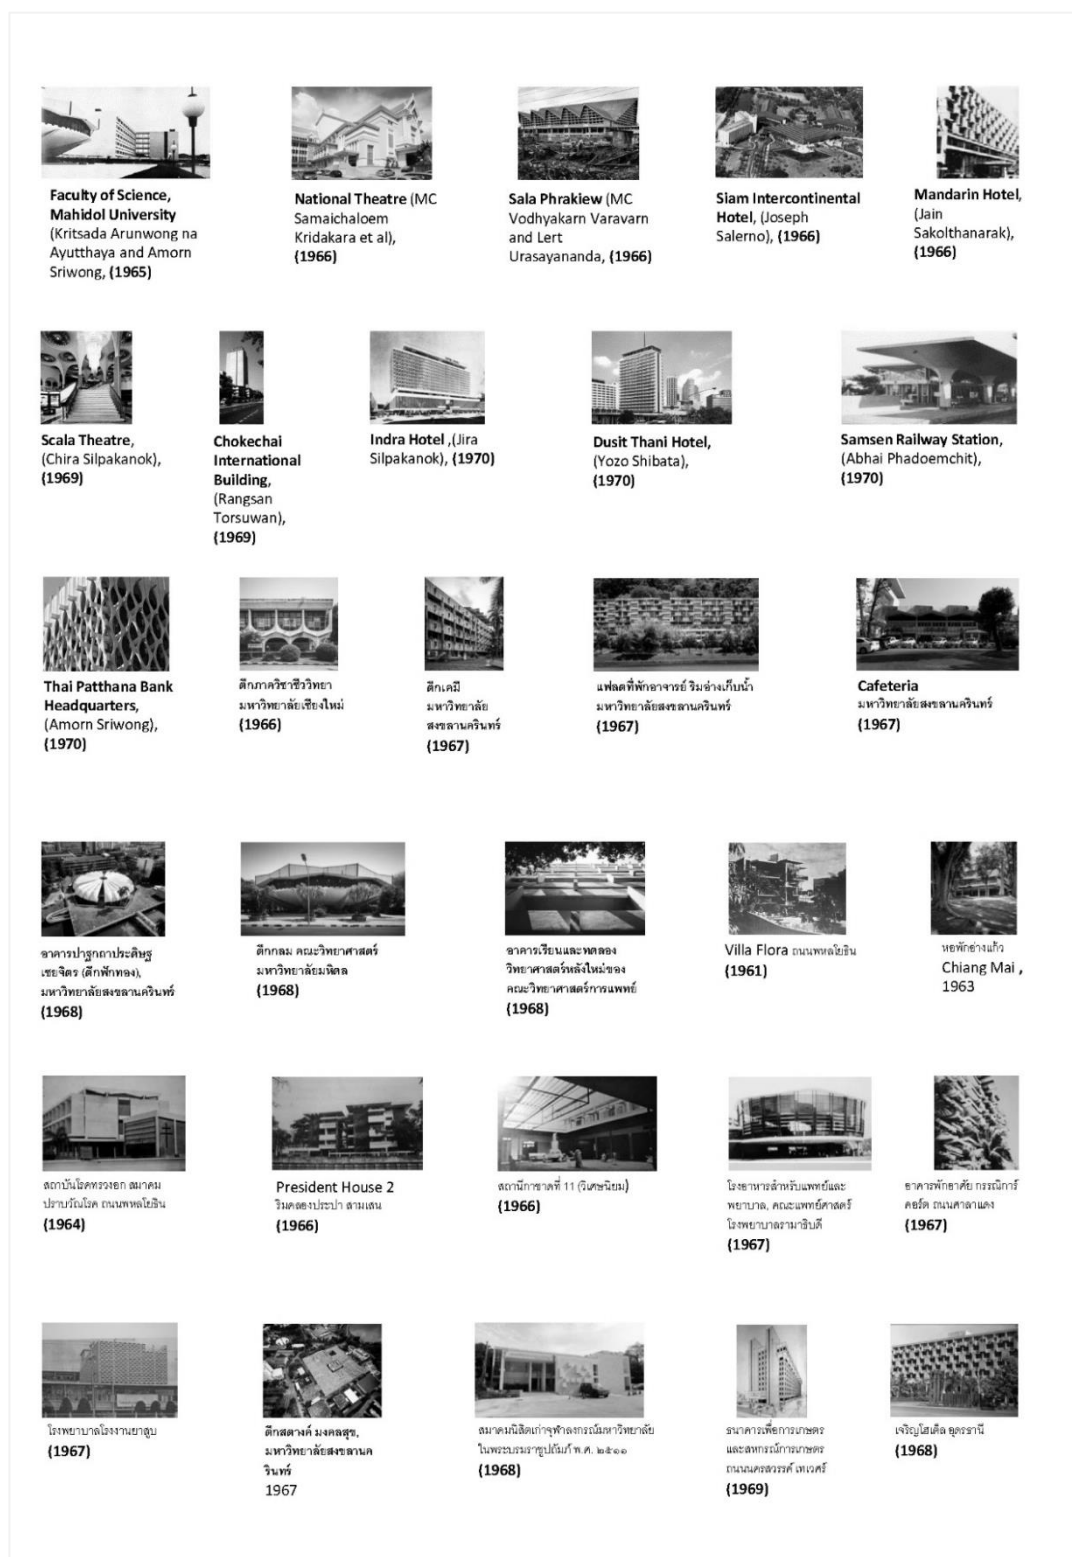 Faculty of Science,
Mahidol University
(Kritsada Arunwong na
Ayutthaya and Amorn
Sriwong, (1965)
National Theatre (MC
Samaichaloem
Kridakara et al),
(1966)
Sala Phrakiew (MC
Vodhyakarn Varavarn
and Lert
Urasayananda, (1966)
Siam Intercontinental
Hotel, (Joseph
Salerno), (1966)
Mandarin Hotel,
(Jain
Sakolthanarak),
(1966)
Scala Theatre,
(Chira Silpakanok),
(1969)
Chokechai
International
Building,
(Rangsan
Torsuwan),
(1969)
Indra Hotel ,(Jira
Silpakanok), (1970)
Dusit Thani Hotel,
(Yozo Shibata),
(1970)
Samsen Railway Station,
(Abhai Phadoemchit),
(1970)
Thai Patthana Bank
Headquarters,
(Amorn Sriwong),
(1970)
ตึกภาควิชาชีววิทยา
มหาวิทยาลัยเชียงใหม่
(1966)
ตึกเคมี
มหาวิทยาลัย
สงขลานครินทร์
(1967)
แฟลตที่พักอาจารย์ ริมอ่างเก็บน้ำ
มหาวิทยาลัยสงขลานครินทร์
(1967)
Cafeteria
มหาวิทยาลัยสงขลานครินทร์
(1967)
อาคารปาฐกถาประดิษฐ
เชยจิตร (ตึกฟักทอง),
มหาวิทยาลัยสงขลานครินทร์
(1968)
ตึกกลม คณะวิทยาศาสตร์
มหาวิทยาลัยมหิดล
(1968)
อาคารเรียนและทดลอง
วิทยาศาสตร์หลังใหม่ของ
คณะวิทยาศาสตร์การแพทย์
(1968)
Villa Flora ถนนพหลโยธิน
(1961)
หอพักอ่างแก้ว
Chiang Mai ,
1963
สถาบันโรคทรวงอก สมาคม
ปราบวัณโรค ถนนพหลโยธิน
(1964)
President House 2
ริมคลองประปา สามเสน
(1966)
สถานีกาชาดที่ 11 (วิเศษนิยม)
(1966)
โรงอาหารสำหรับแพทย์และ
พยาบาล, คณะแพทย์ศาสตร์
โรงพยาบาลรามาธิบดี
(1967)
อาคารพักอาศัย กรรณิการ์
คอร์ต ถนนศาลาแดง
(1967)
โรงพยาบาลโรงงานยาสูบ
(1967)
ตึกสตางค์ มงคลสุข,
มหาวิทยาลัยสงขลานค
รินทร์
1967
สมาคมนิสิตเก่าจุฬาลงกรณ์มหาวิทยาลัย
ในพระบรมราชูปถัมภ์ พ.ศ. ๒๕๑๑
(1968)
ธนาคารเพื่อการเกษตร
และสหกรณ์การเกษตร
ถนนนครสวรรค์ เทเวศร์
(1969)
เจริญโฮเต็ล อุดรธานี
(1968)